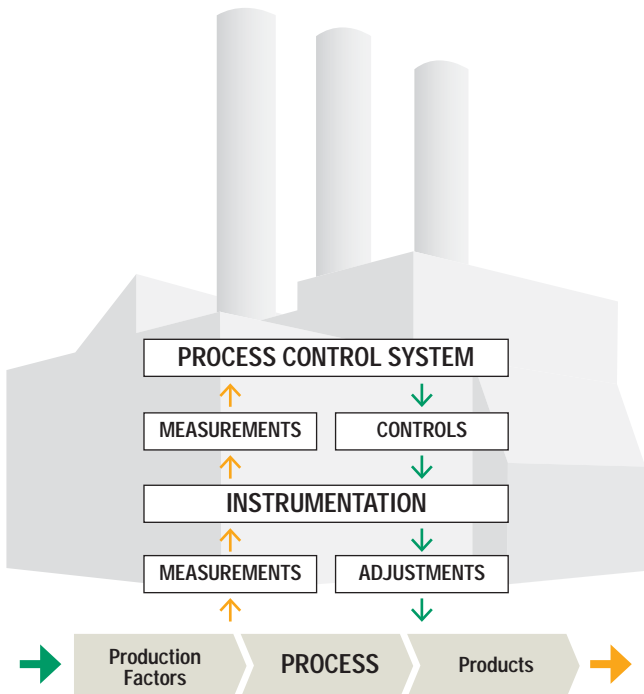 PROCESS CONTROL SYSTEM
MEASUREMENTS
CONTROLS
INSTRUMENTATION
MEASUREMENTS
ADJUSTMENTS
Production
Factors
PROCESS
Products